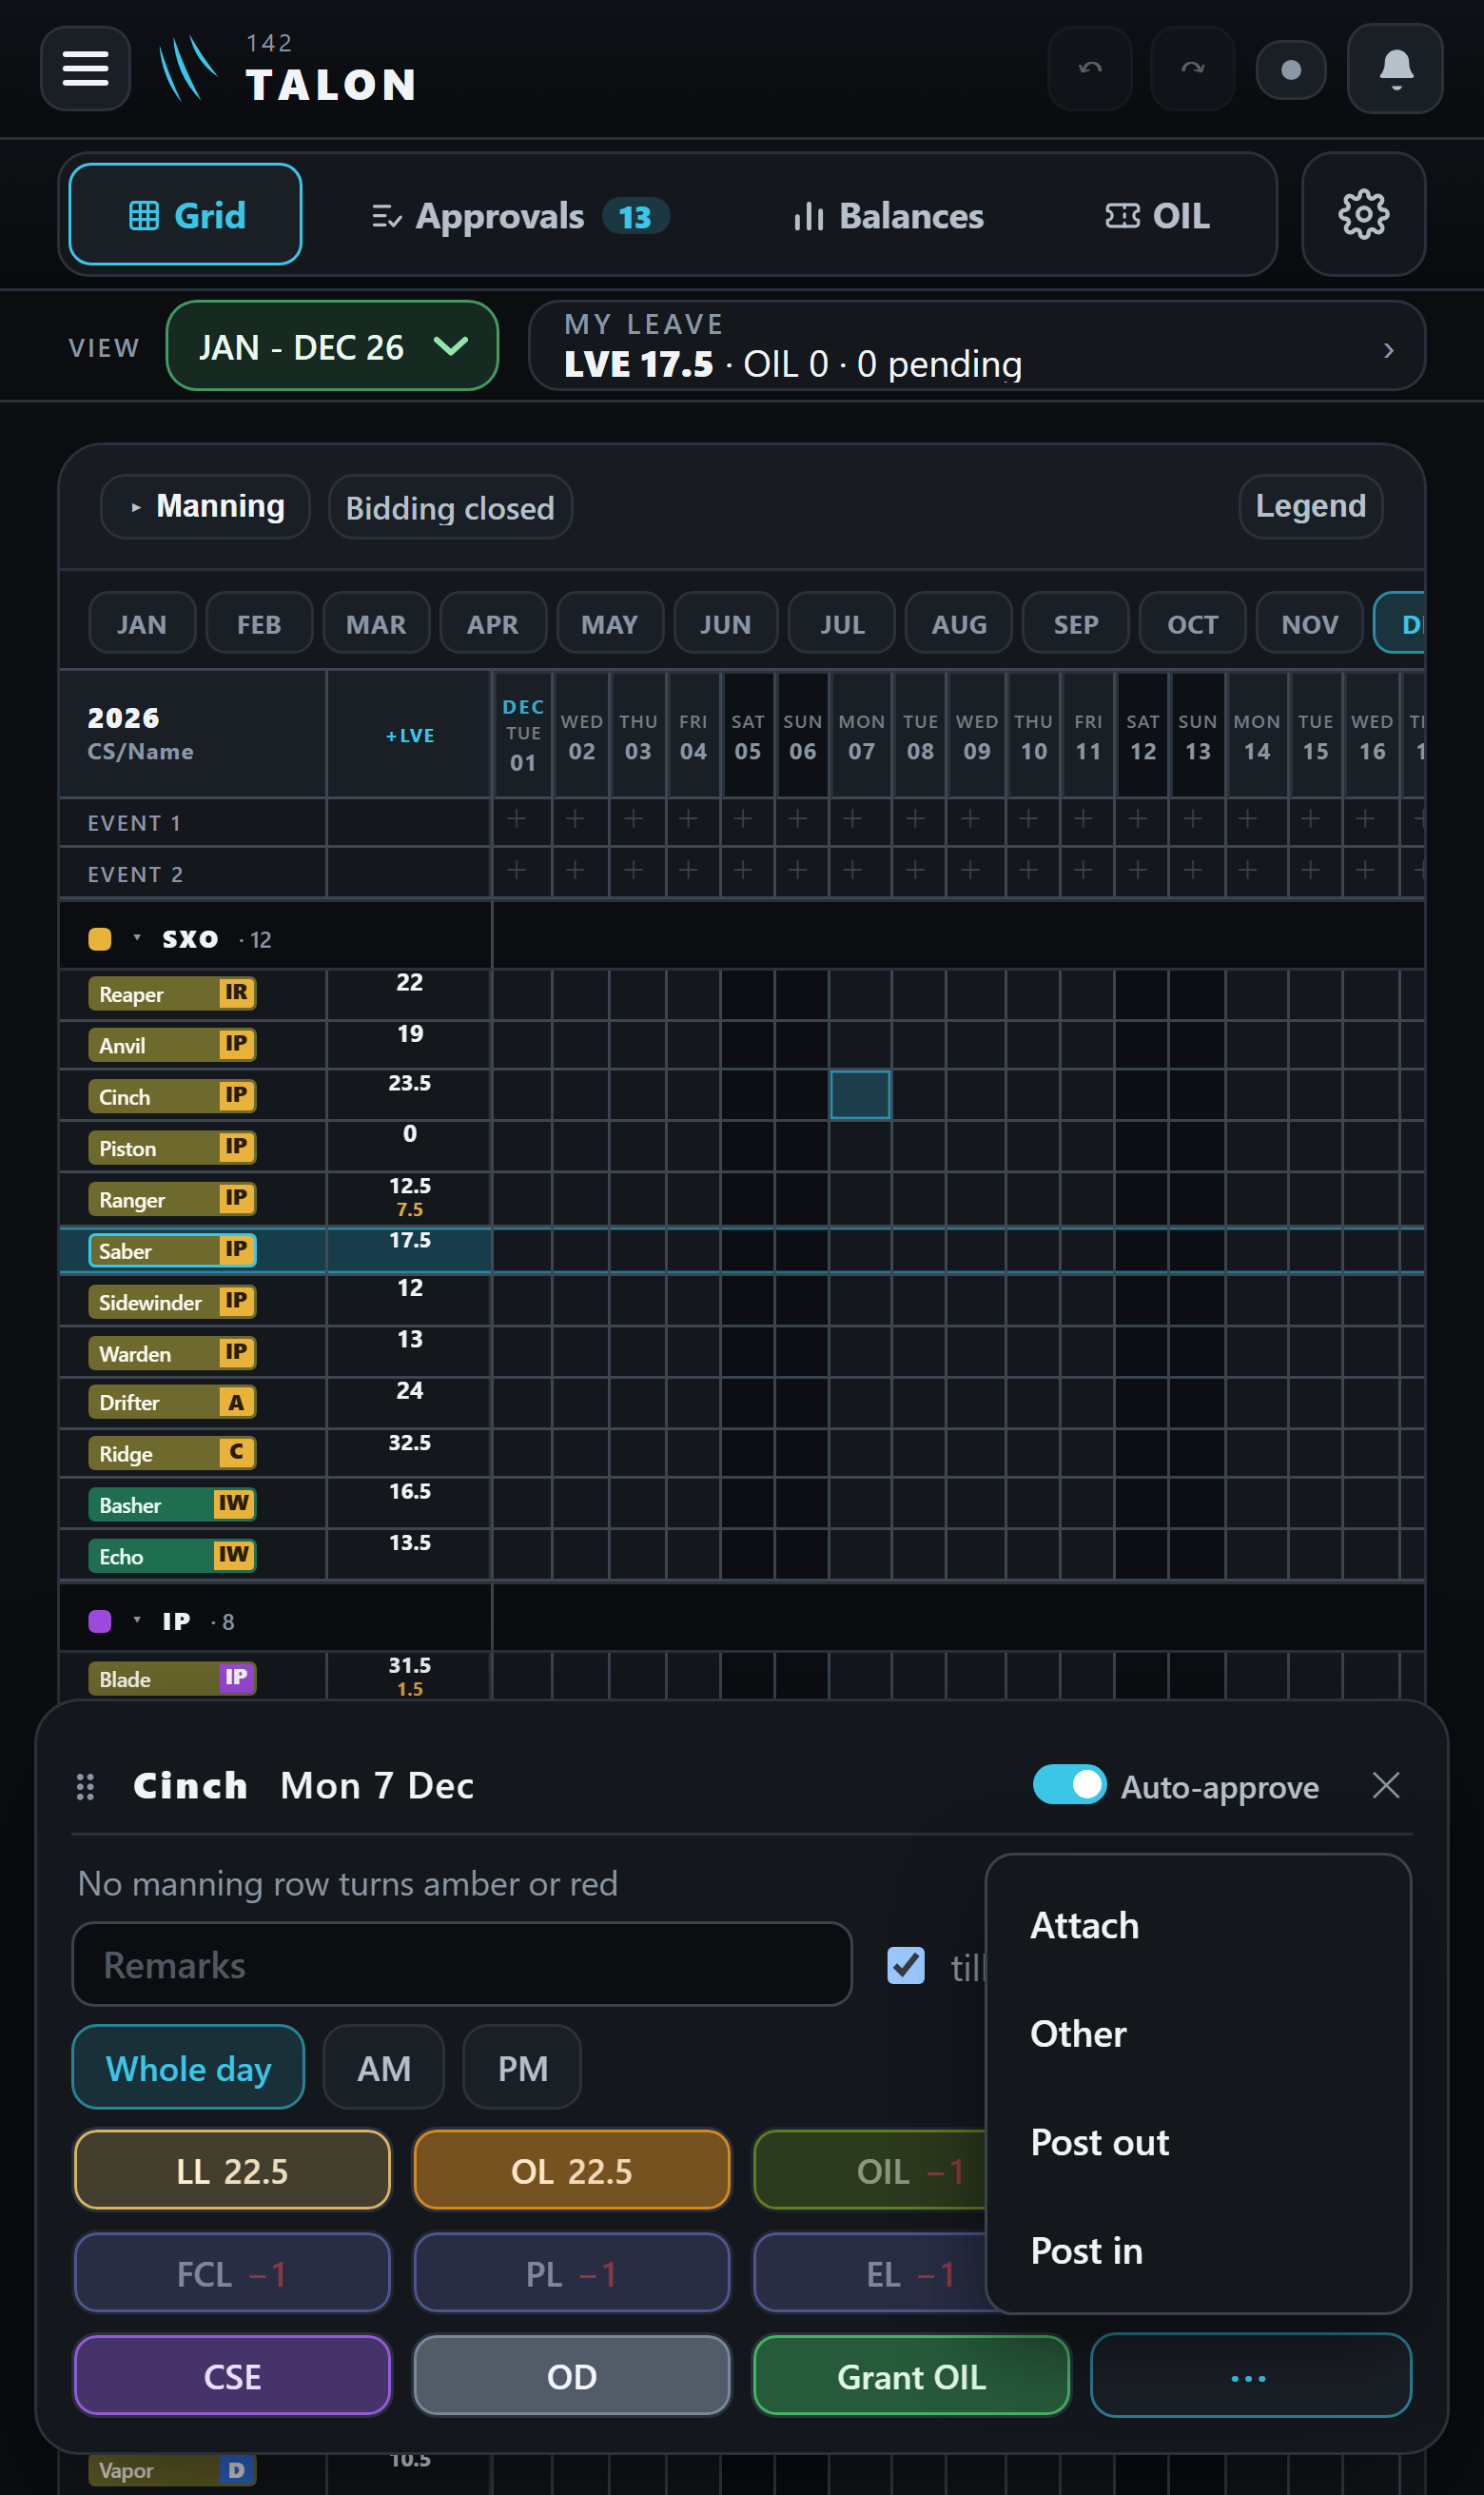 142
TALON
Grid
Approvals 13
Balances
OIL
VIEW
JAN - DEC 26
MY LEAVE
LVE 17.5 · OIL 0 · 0 pending
Manning
Bidding closed
Legend
JAN FEB MAR APR MAY JUN JUL AUG SEP OCT NOV
2026
CS/Name
+LVE
DEC TUE 01
WED 02
THU 03
FRI 04
SAT 05
SUN 06
MON 07
TUE 08
WED 09
THU 10
FRI 11
SAT 12
SUN 13
MON 14
TUE 15
WED 16
EVENT 1
EVENT 2
SXO · 12
Reaper IR 22
Anvil IP 19
Cinch IP 23.5
Piston IP 0
Ranger IP 12.5
7.5
Saber IP 17.5
Sidewinder IP 12
Warden IP 13
Drifter A 24
Ridge C 32.5
Basher IW 16.5
Echo IW 13.5
IP · 8
Blade IP 31.5
1.5
Cinch Mon 7 Dec
Auto-approve
No manning row turns amber or red
Remarks
Attach
Other
Post out
Post in
Whole day AM PM
LL 22.5
OL 22.5
OIL −1
FCL −1
PL −1
EL −1
CSE
OD
Grant OIL
...
Vapor D 10.5